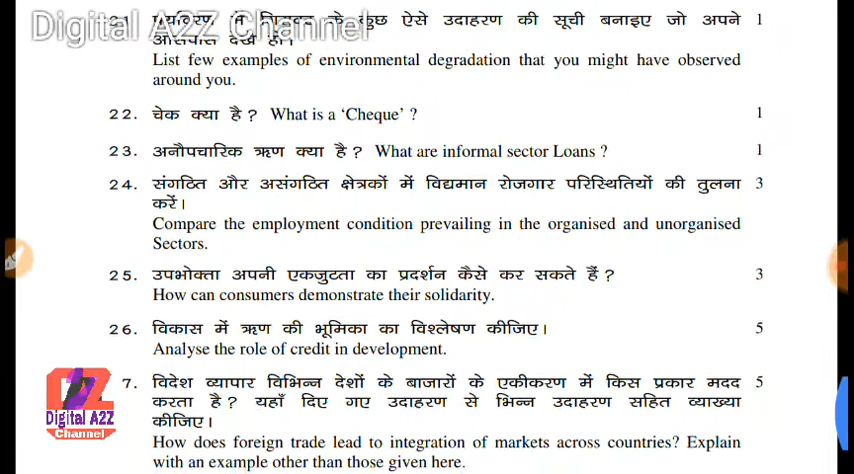 Digital A2Z Channel
में के कुछ ऐसे उदाहरण की सूची बनाइए जो अपने 1
आसपास देखे हों।
List few examples of environmental degradation that you might have observed
around you.
22. चेक क्या है? What is a ‘Cheque’ ? 1
23. अनौपचारिक ऋण क्या है? What are informal sector Loans ? 1
24. संगठित और असंगठित क्षेत्रकों में विद्यमान रोजगार परिस्थितियों की तुलना 3
करें।
Compare the employment condition prevailing in the organised and unorganised
Sectors.
25. उपभोक्ता अपनी एकजुटता का प्रदर्शन कैसे कर सकते हैं? 3
How can consumers demonstrate their solidarity.
26. विकास में ऋण की भूमिका का विश्लेषण कीजिए। 5
Analyse the role of credit in development.
7. विदेश व्यापार विभिन्न देशों के बाजारों के एकीकरण में किस प्रकार मदद 5
करता है? यहाँ दिए गए उदाहरण से भिन्न उदाहरण सहित व्याख्या
कीजिए।
How does foreign trade lead to integration of markets across countries? Explain
with an example other than those given here.
Digital A2Z
Channel